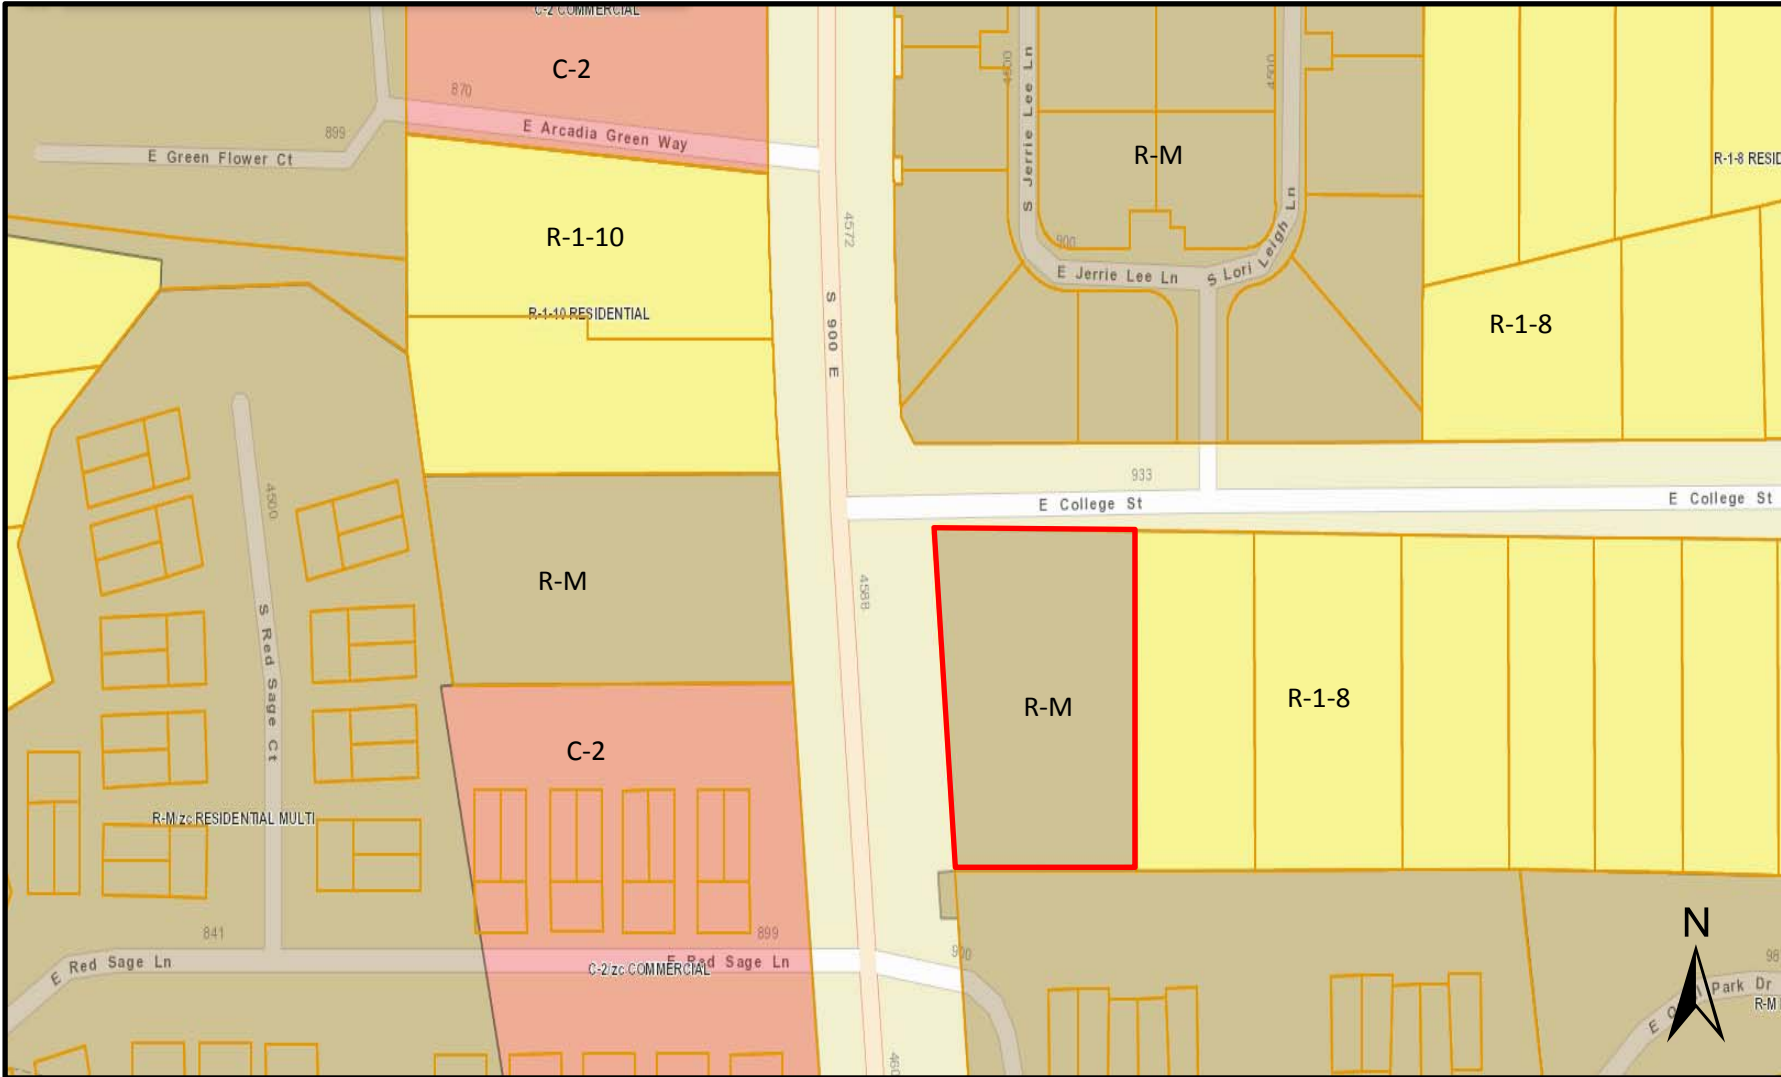 C-2 COMMERCIAL
C-2
870
E Arcadia Green Way
899
E Green Flower Ct
4500
S Jerrie Lee Ln
4500
R-M
R-1-8 RESID
R-1-10
4572
900
E Jerrie Lee Ln
S Lori Leigh Ln
R-1-10 RESIDENTIAL
S 900 E
R-1-8
933
E College St
E College St
4500
R-M
4588
S Red Sage Ct
R-M
R-1-8
C-2
R-M/zc RESIDENTIAL MULTI
841
899
E Red Sage Ln
C-2/zc COMMERCIAL
E Red Sage Ln
900
N
98
Park Dr
R-M
E
460